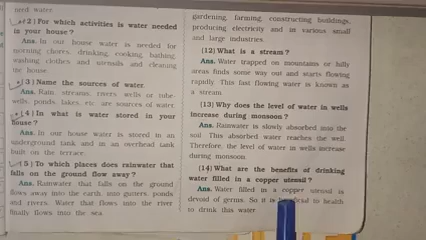 need water.
(2) For which activities is water needed
in your house?
Ans. In our house water is needed for
morning chores, drinking, cooking, bathing,
washing clothes and utensils and cleaning
the house.
(3) Name the sources of water.
Ans. Rain, streams, rivers, wells or tube-
wells, ponds, lakes, etc. are sources of water.
(4) In what is water stored in your
house?
Ans. In our house water is stored in an
underground tank and in an overhead tank
built on the terrace.
(5) To which places does rainwater that
falls on the ground flow away?
Ans. Rainwater that falls on the ground
flows away into the earth, into gutters, ponds
and rivers. Water that flows into the river
finally flows into the sea.
gardening, farming, constructing buildings,
producing electricity and in various small
and large industries.
(12) What is a stream?
Ans. Water trapped on mountains or hilly
areas finds some way out and starts flowing
rapidly. This fast flowing water is known as
a stream.
(13) Why does the level of water in wells
increase during monsoon?
Ans. Rainwater is slowly absorbed into the
soil. This absorbed water reaches the well.
Therefore, the level of water in wells increase
during monsoon.
(14) What are the benefits of drinking
water filled in a copper utensil?
Ans. Water filled in a copper utensil is
devoid of germs. So it is beneficial to health
to drink this water.